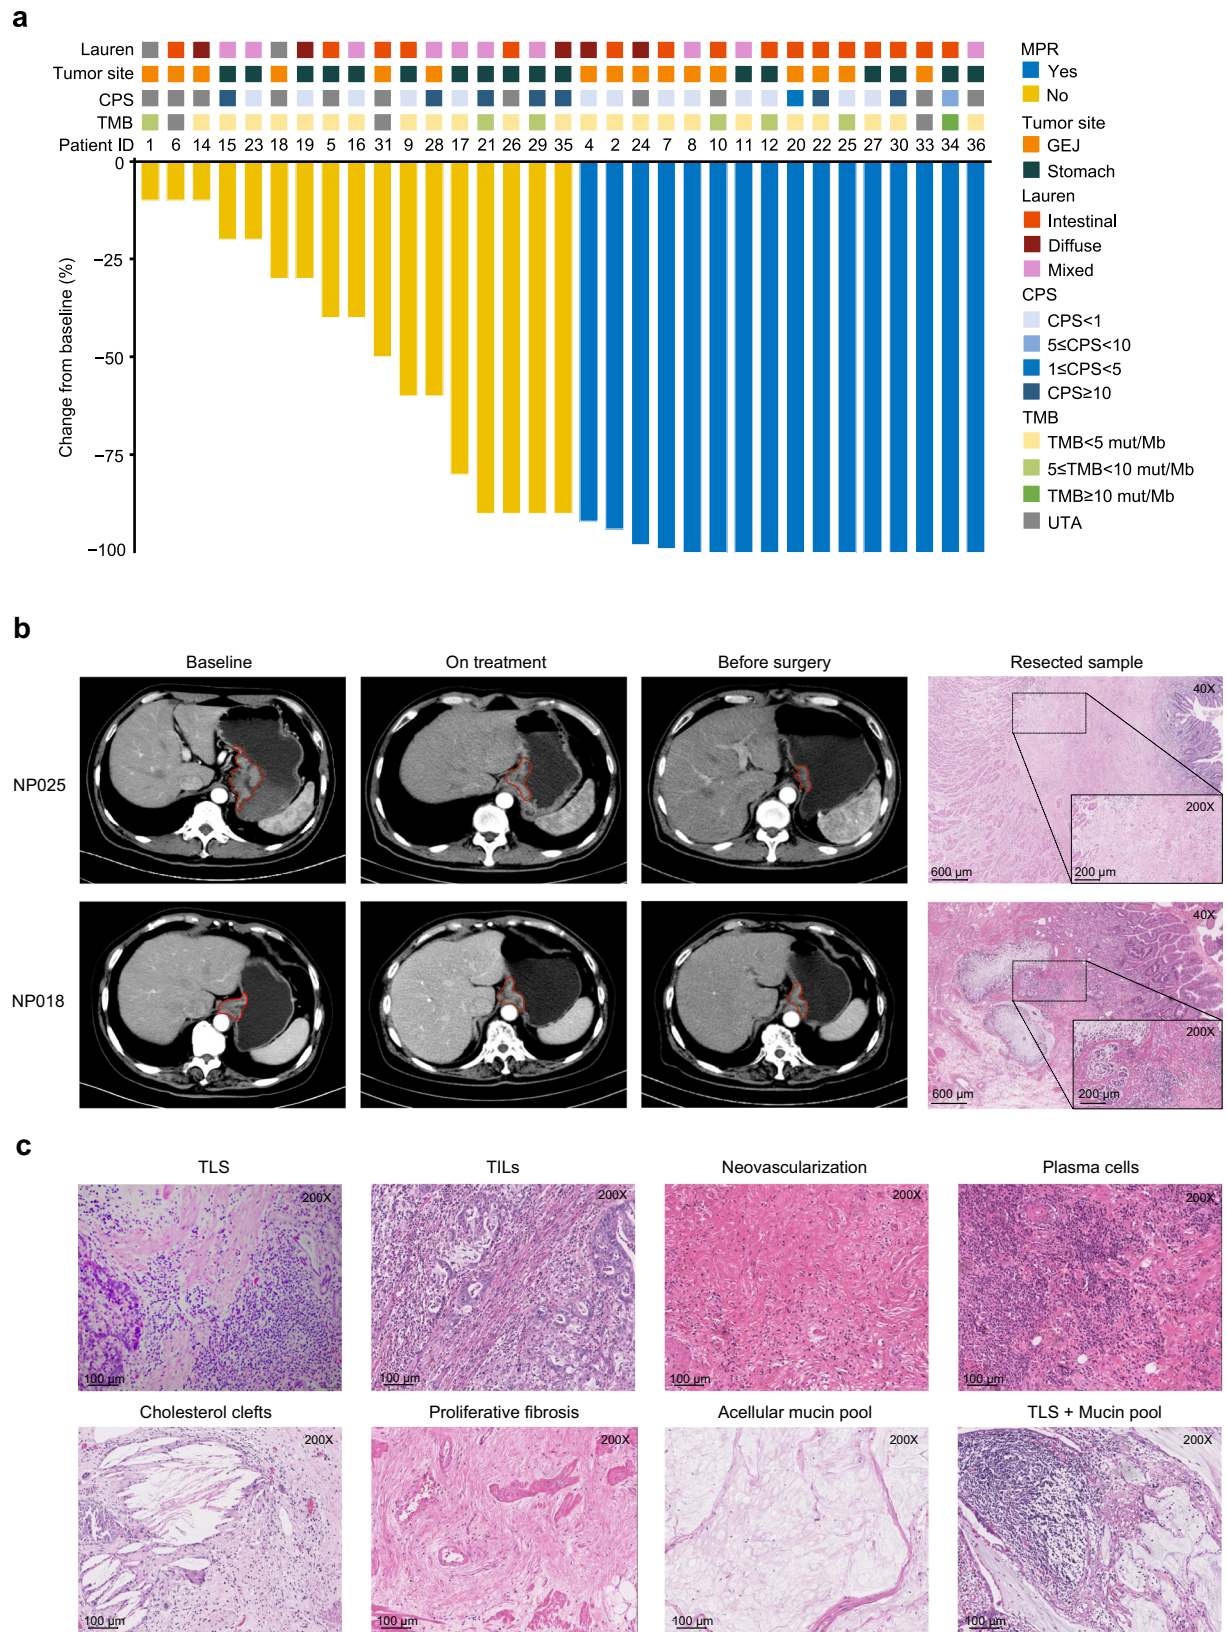 a
Lauren
Tumor site
CPS
TMB
Patient ID 1 6 14 15 23 18 19 5 16 31 9 28 17 21 26 29 35 4 2 24 7 8 10 11 12 20 22 25 27 30 33 34 36
0
−25
−50
−75
−100
Change from baseline (%)
MPR
Yes
No
Tumor site
GEJ
Stomach
Lauren
Intestinal
Diffuse
Mixed
CPS
CPS<1
5≤CPS<10
1≤CPS<5
CPS≥10
TMB
TMB<5 mut/Mb
5≤TMB<10 mut/Mb
TMB≥10 mut/Mb
UTA
b
Baseline On treatment Before surgery Resected sample
NP025
40X
200X
600 µm 200 µm
NP018
40X
200X
600 µm 200 µm
c
TLS TILs Neovascularization Plasma cells
200X 200X 200X 200X
100 µm 100 µm 100 µm 100 µm
Cholesterol clefts Proliferative fibrosis Acellular mucin pool TLS + Mucin pool
200X 200X 200X 200X
100 µm 100 µm 100 µm 100 µm